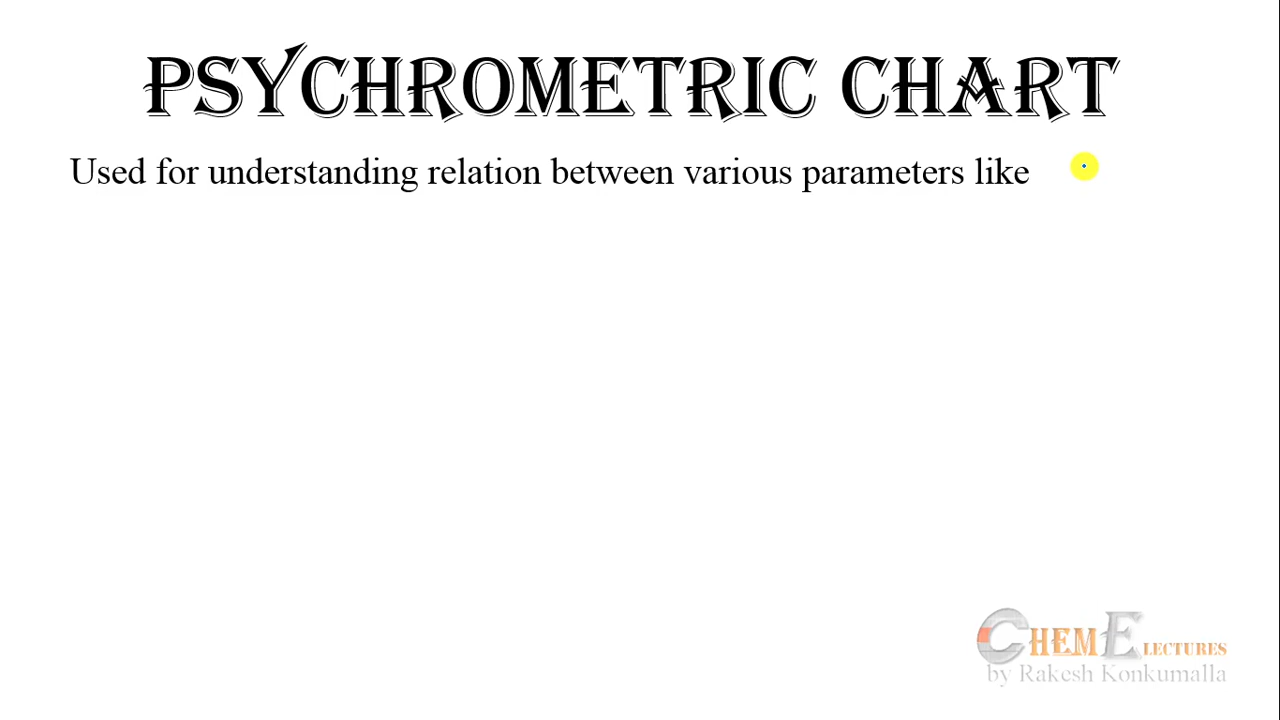 PSYCHROMETRIC CHART
Used for understanding relation between various parameters like
CHEME LECTURES
by Rakesh Konkumalla